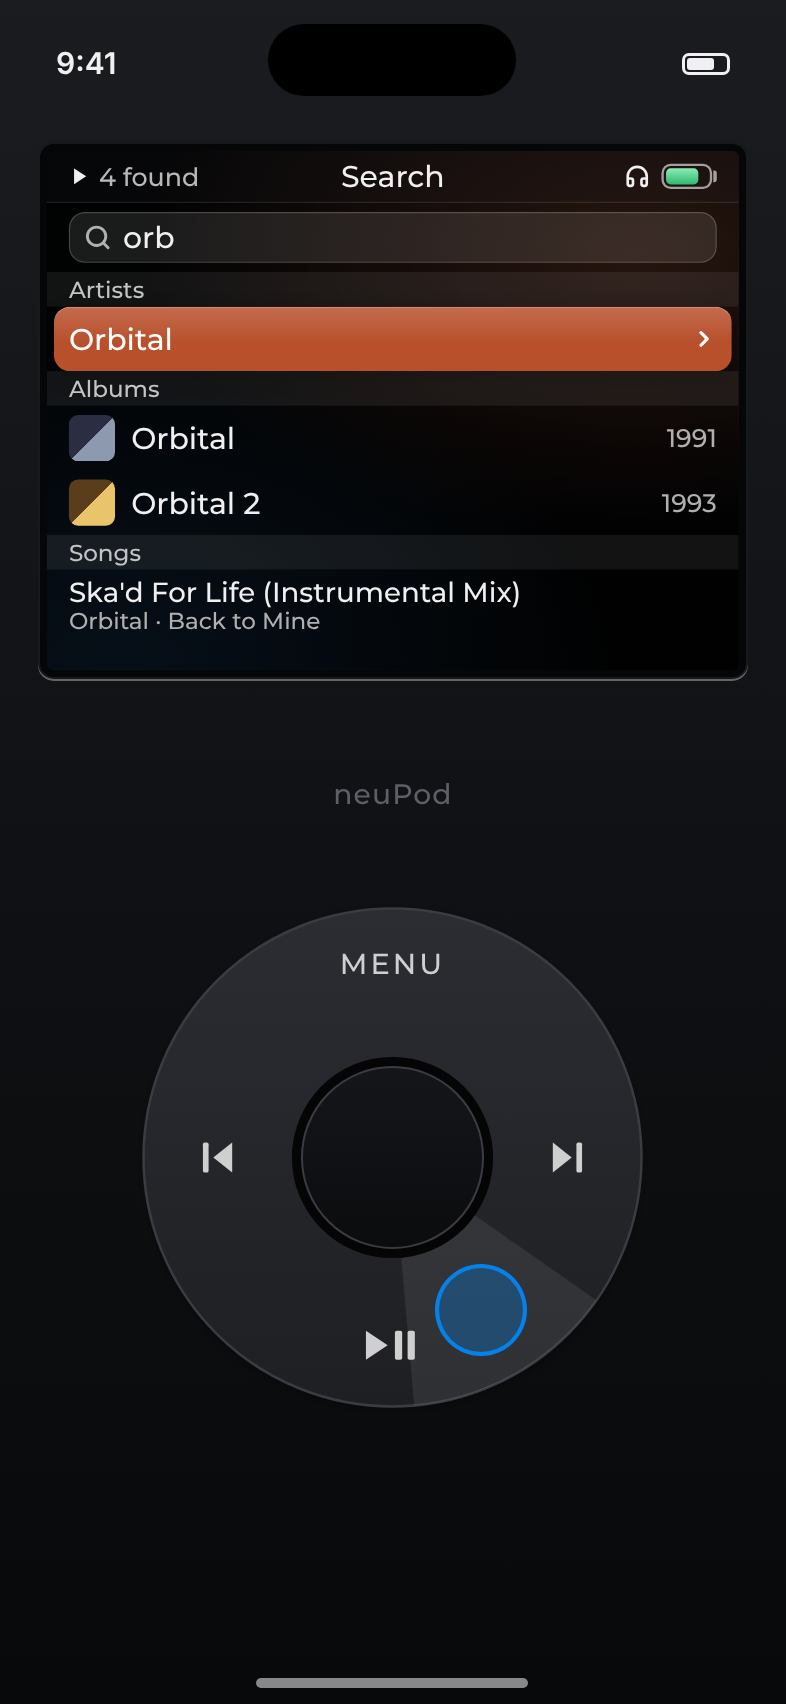 9:41
4 found
Search
orb
Artists
Orbital
Albums
Orbital 1991
Orbital 2 1993
Songs
Ska'd For Life (Instrumental Mix)
Orbital · Back to Mine
neuPod
MENU